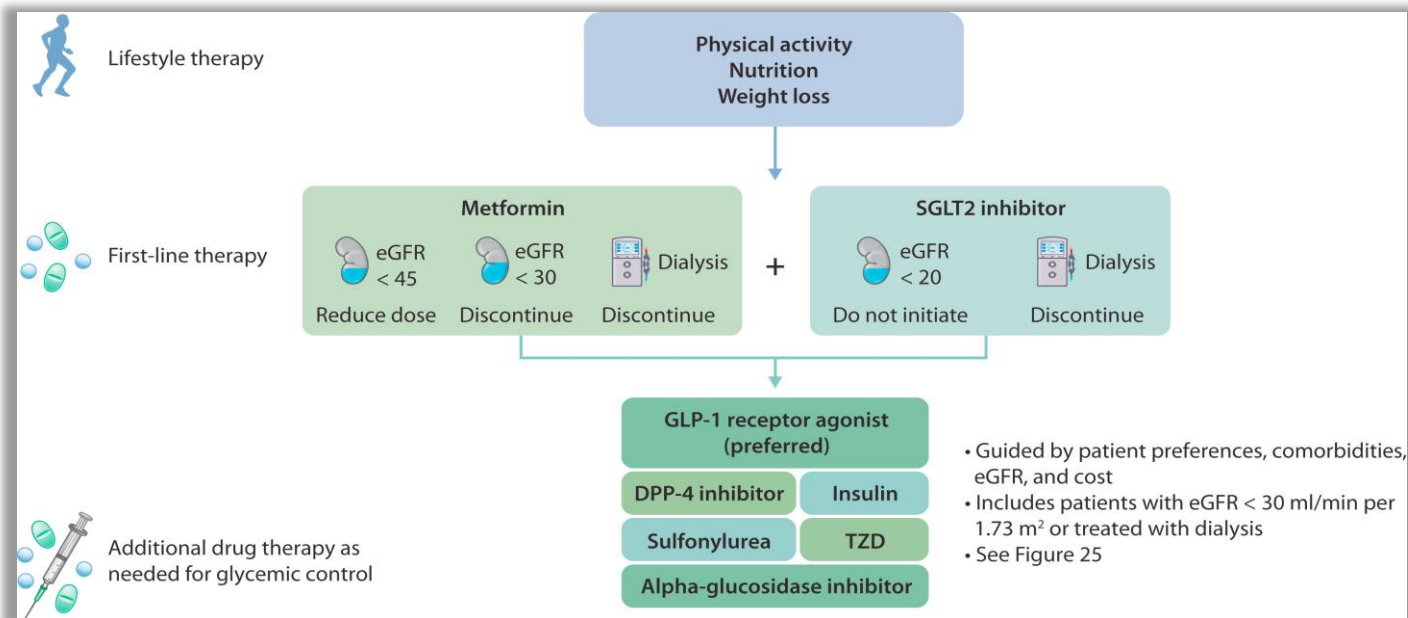 Lifestyle therapy
Physical activity
Nutrition
Weight loss
First-line therapy
Metformin
eGFR
< 45
Reduce dose
eGFR
< 30
Discontinue
Dialysis
Discontinue
+
SGLT2 inhibitor
eGFR
< 20
Do not initiate
Dialysis
Discontinue
Additional drug therapy as
needed for glycemic control
GLP-1 receptor agonist
(preferred)
DPP-4 inhibitor
Insulin
Sulfonylurea
TZD
Alpha-glucosidase inhibitor
• Guided by patient preferences, comorbidities,
eGFR, and cost
• Includes patients with eGFR < 30 ml/min per
1.73 m² or treated with dialysis
• See Figure 25